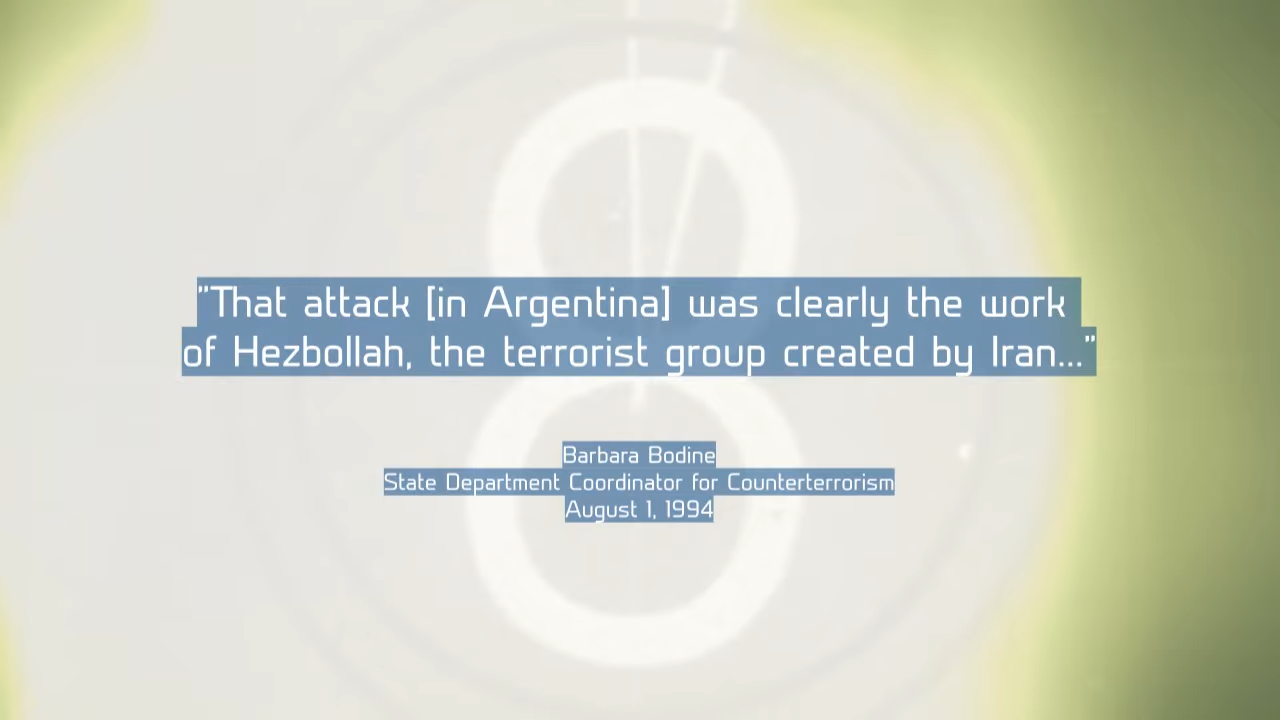 "That attack [in Argentina] was clearly the work
of Hezbollah, the terrorist group created by Iran..."
Barbara Bodine
State Department Coordinator for Counterterrorism
August 1, 1994
8